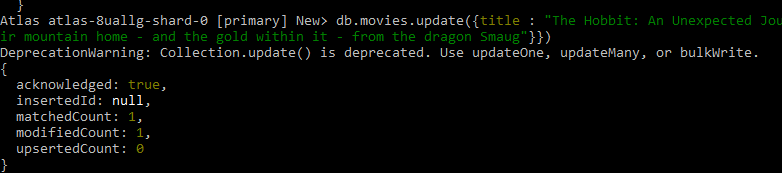 }
Atlas atlas-8uallg-shard-0 [primary] New> db.movies.update({title : "The Hobbit: An Unexpected Jou
ir mountain home - and the gold within it - from the dragon Smaug"}})
DeprecationWarning: Collection.update() is deprecated. Use updateOne, updateMany, or bulkWrite.
{
  acknowledged: true,
  insertedId: null,
  matchedCount: 1,
  modifiedCount: 1,
  upsertedCount: 0
}